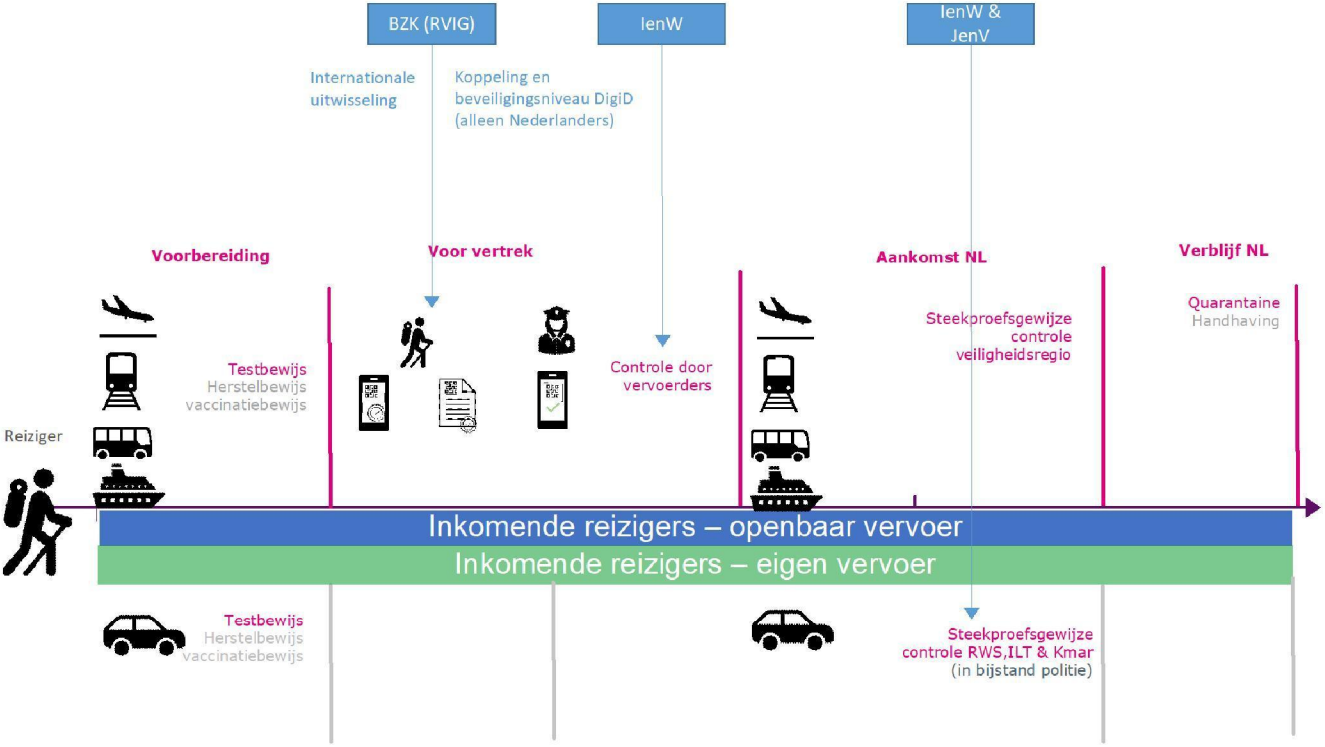 BZK (RVIG)
IenW
IenW &
JenV
Internationale
uitwisseling
Koppeling en
beveiligingsniveau DigiD
(alleen Nederlanders)
Voorbereiding
Voor vertrek
Aankomst NL
Verblijf NL
Testbewijs
Herstelbewijs
vaccinatiebewijs
Controle door
vervoerders
Steekproefsgewijze
controle
veiligheidsregio
Quarantaine
Handhaving
Reiziger
Inkomende reizigers – openbaar vervoer
Inkomende reizigers – eigen vervoer
Testbewijs
Herstelbewijs
vaccinatiebewijs
Steekproefsgewijze
controle RWS,ILT & Kmar
(in bijstand politie)